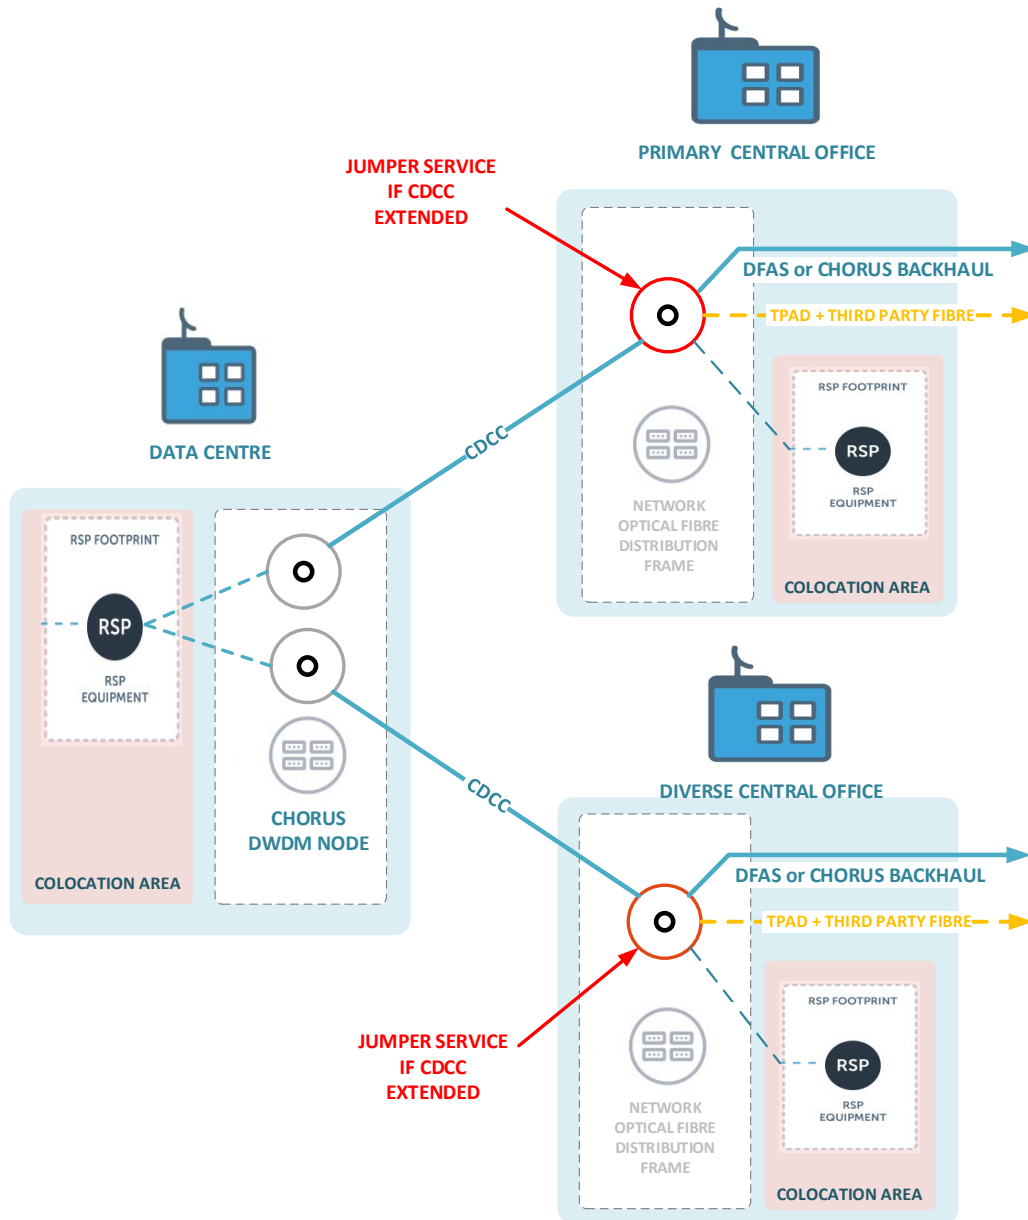 PRIMARY CENTRAL OFFICE
JUMPER SERVICE
IF CDCC
EXTENDED
DFAS or CHORUS BACKHAUL
TPAD + THIRD PARTY FIBRE
RSP FOOTPRINT
RSP
RSP
EQUIPMENT
NETWORK
OPTICAL FIBRE
DISTRIBUTION
FRAME
COLOCATION AREA
DATA CENTRE
CDCC
RSP FOOTPRINT
RSP
RSP
EQUIPMENT
CHORUS
DWDM NODE
COLOCATION AREA
CDCC
DIVERSE CENTRAL OFFICE
DFAS or CHORUS BACKHAUL
TPAD + THIRD PARTY FIBRE
RSP FOOTPRINT
RSP
RSP
EQUIPMENT
JUMPER SERVICE
IF CDCC
EXTENDED
NETWORK
OPTICAL FIBRE
DISTRIBUTION
FRAME
COLOCATION AREA